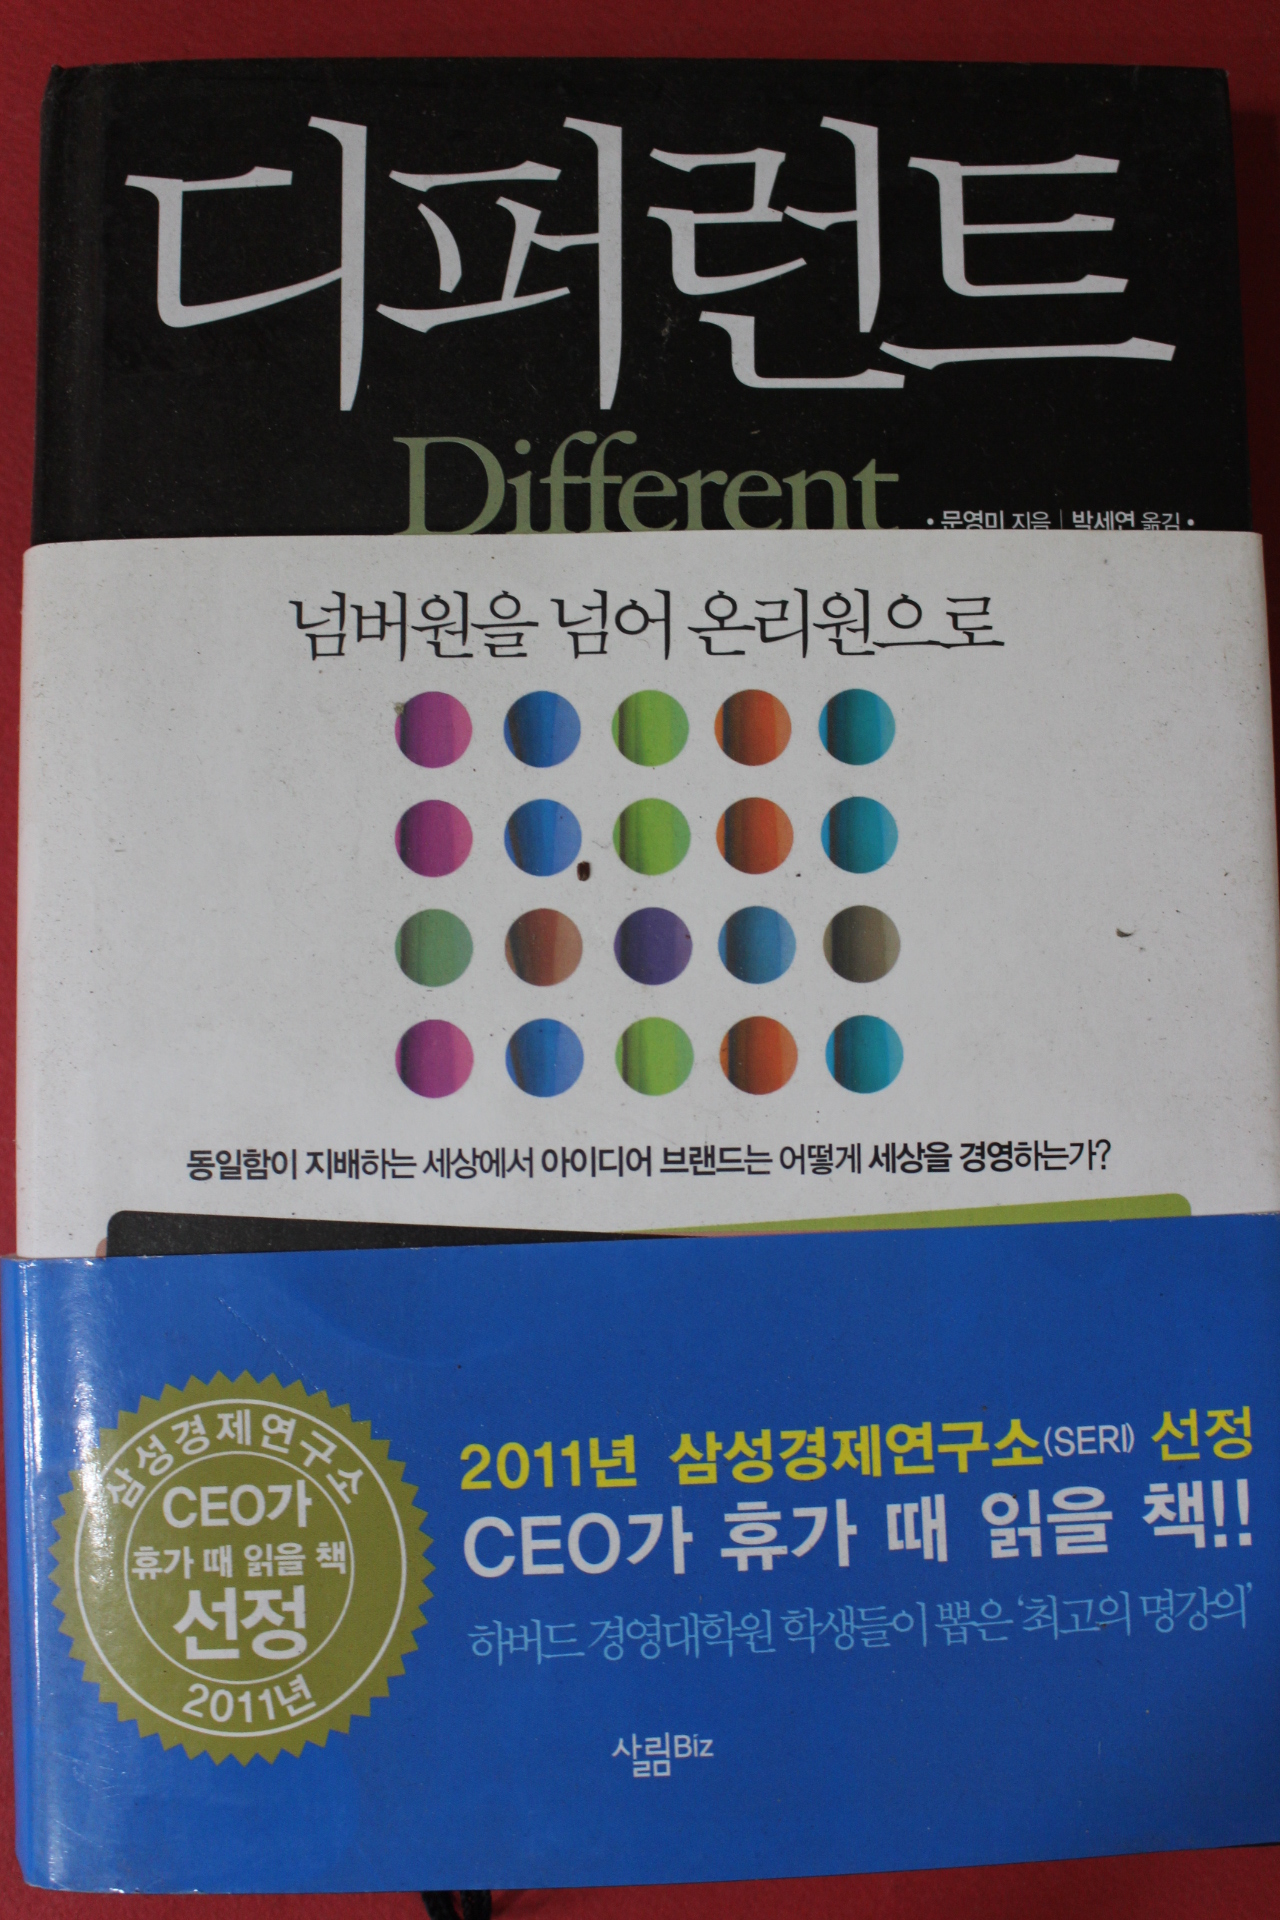 디퍼런트
Different
• 문영미 지음 | 박세연 옮김 •
넘버원을 넘어 온리원으로
동일함이 지배하는 세상에서 아이디어 브랜드는 어떻게 세상을 경영하는가?
삼성경제연구소
CEO가
휴가 때 읽을 책
선정
2011년
2011년 삼성경제연구소(SERI) 선정
CEO가 휴가 때 읽을 책!!
하버드 경영대학원 학생들이 뽑은 '최고의 명강의'
살림Biz